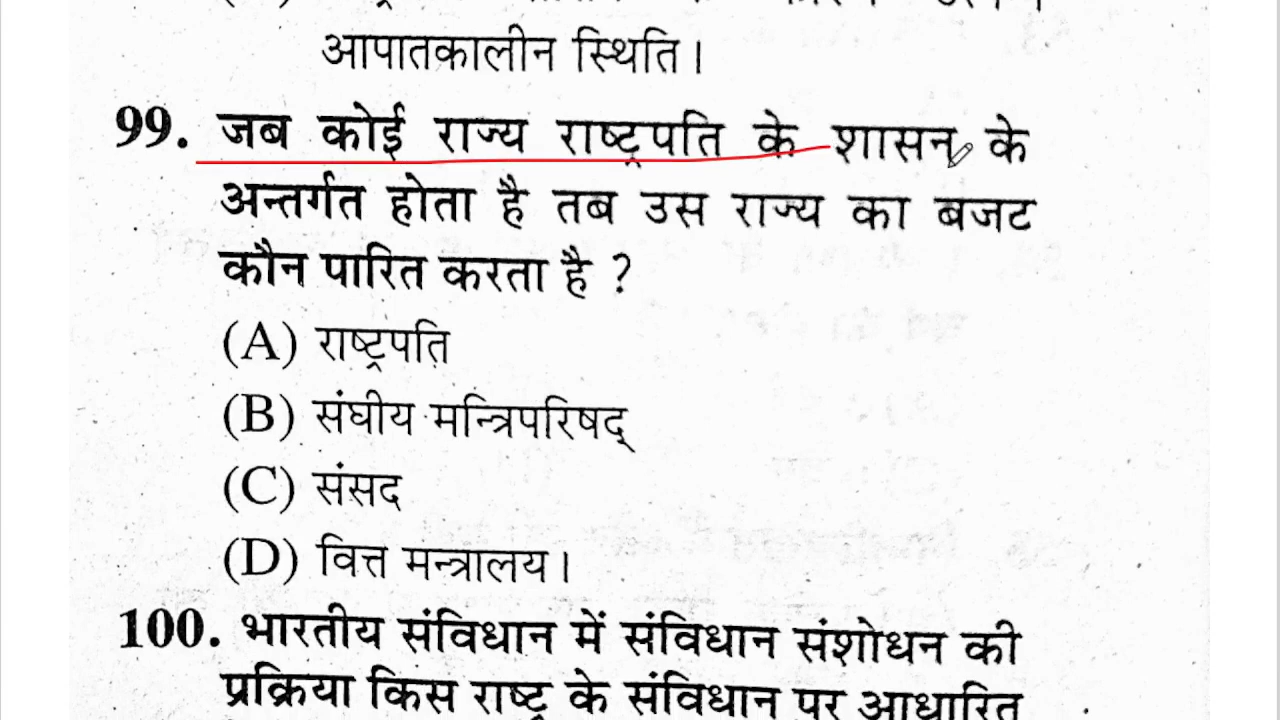 आपातकालीन स्थिति।
99. जब कोई राज्य राष्ट्रपति के शासन के
अन्तर्गत होता है तब उस राज्य का बजट
कौन पारित करता है ?
(A) राष्ट्रपति
(B) संघीय मन्त्रिपरिषद्
(C) संसद
(D) वित्त मन्त्रालय।
100. भारतीय संविधान में संविधान संशोधन की
प्रक्रिया किस राष्ट्र के संविधान पर आधारित